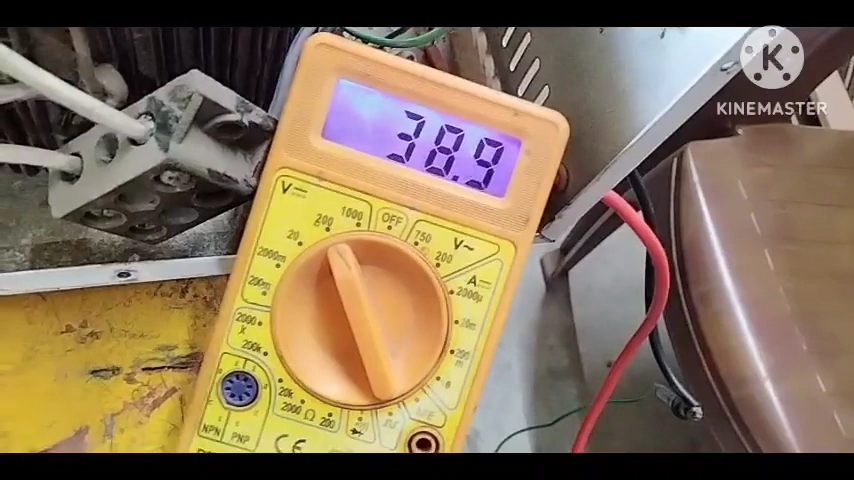 K
KINEMASTER
38.9
V
OFF
V~
1000
750
200
200
20
A
2000m
2000µ
200m
20m
2000
K
200m
200K
20k
2000
Ω
200
NPN
PNP
CE